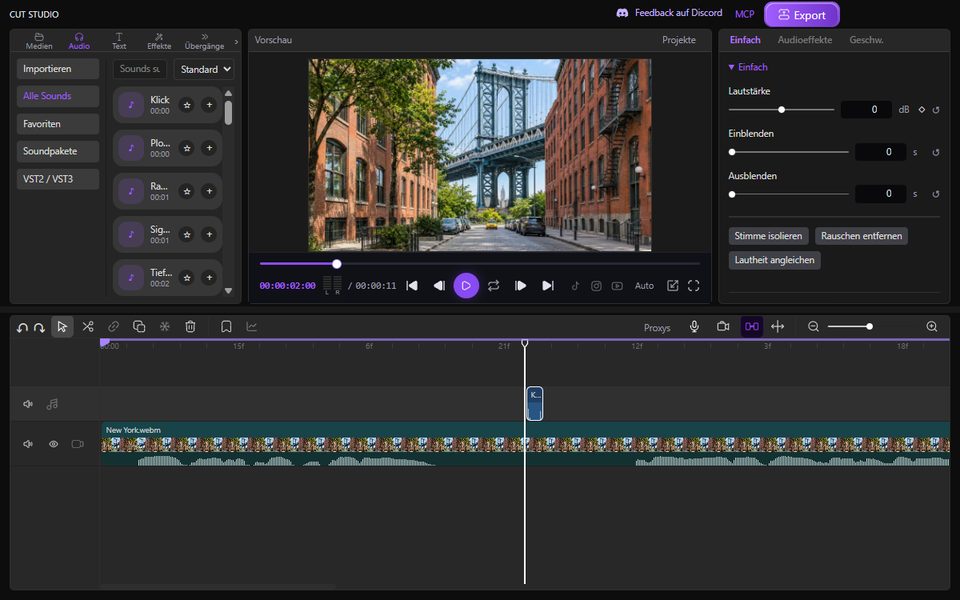 CUT STUDIO
Feedback auf Discord
MCP
Export
Medien
Audio
Text
Effekte
Übergänge
Importieren
Alle Sounds
Favoriten
Soundpakete
VST2 / VST3
Sounds su
Standard
Klick
00:00
Plo...
00:00
Ra...
00:01
Sig...
00:01
Tief...
00:02
Vorschau
Projekte
00:00:02:00
L R
/ 00:00:11
Auto
Einfach
Audioeffekte
Geschw.
Einfach
Lautstärke
0 dB
Einblenden
0 s
Ausblenden
0 s
Stimme isolieren
Rauschen entfernen
Lautheit angleichen
Proxys
00:00
15f
6f
21f
12f
3f
18f
K...
New York.webm